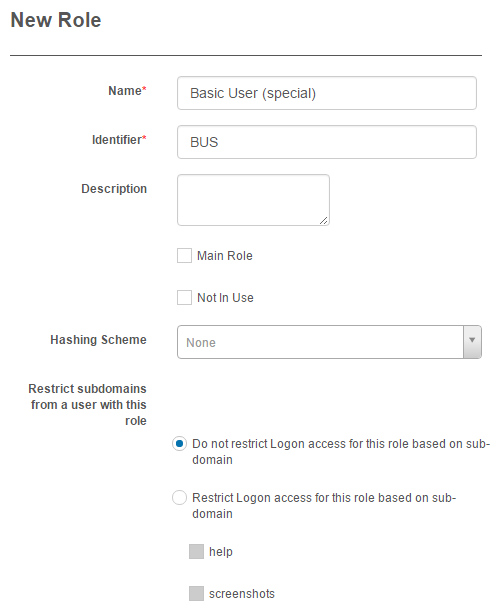 New Role
Name*
Basic User (special)
Identifier*
BUS
Description
Main Role
Not In Use
Hashing Scheme
None
Restrict subdomains
from a user with this
role
Do not restrict Logon access for this role based on sub-
domain
Restrict Logon access for this role based on sub-
domain
help
screenshots